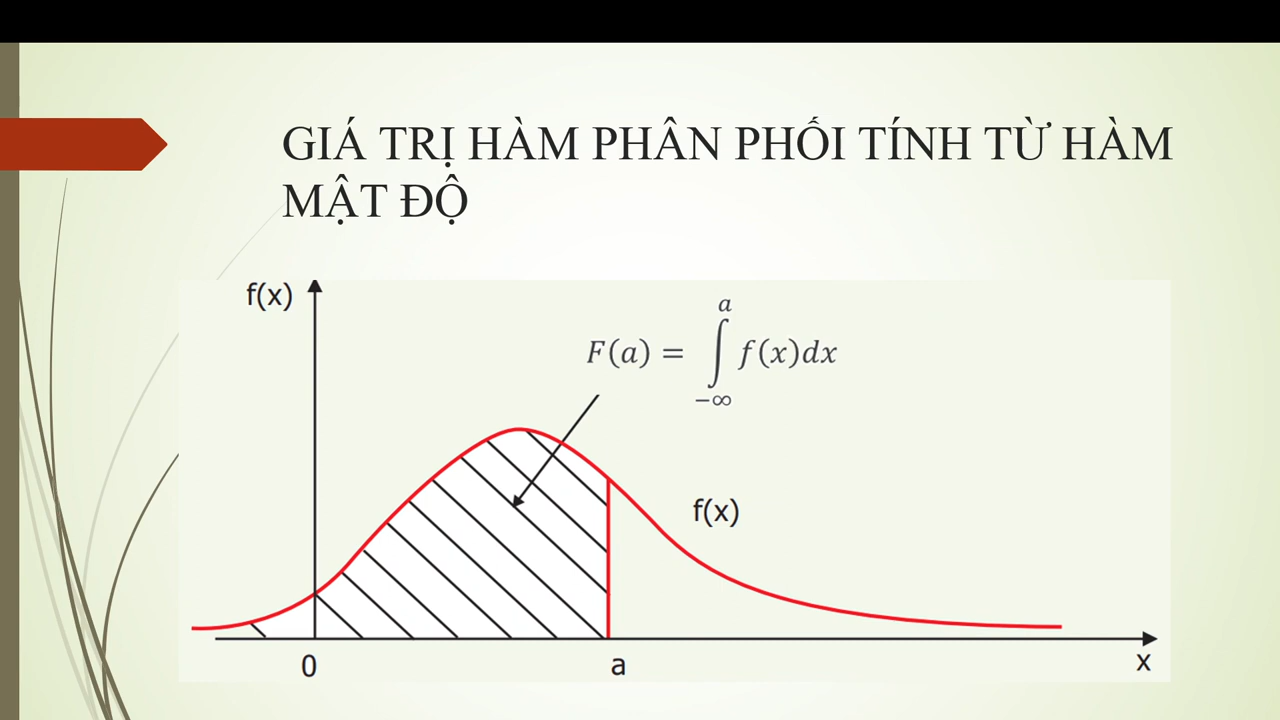 GIÁ TRỊ HÀM PHÂN PHỐI TÍNH TỪ HÀM
MẬT ĐỘ
f(x)
F(a) = ∫_{-∞}^{a} f(x)dx
f(x)
0
a
x